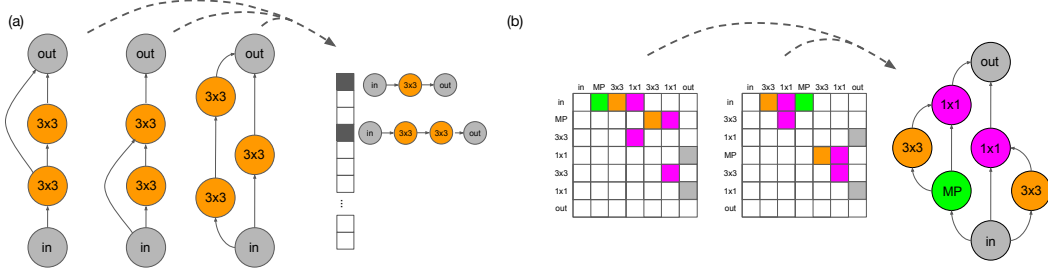 (a)
out
3x3
3x3
in
out
3x3
3x3
in
out
3x3
3x3
3x3
in
in 3x3 out
in 3x3 3x3 out
...
(b)
in MP 3x3 1x1 3x3 1x1 out
in
MP
3x3
1x1
3x3
1x1
out
in 3x3 1x1 MP 3x3 1x1 out
in
3x3
1x1
MP
3x3
1x1
out
out
1x1
3x3 1x1
MP 3x3
in